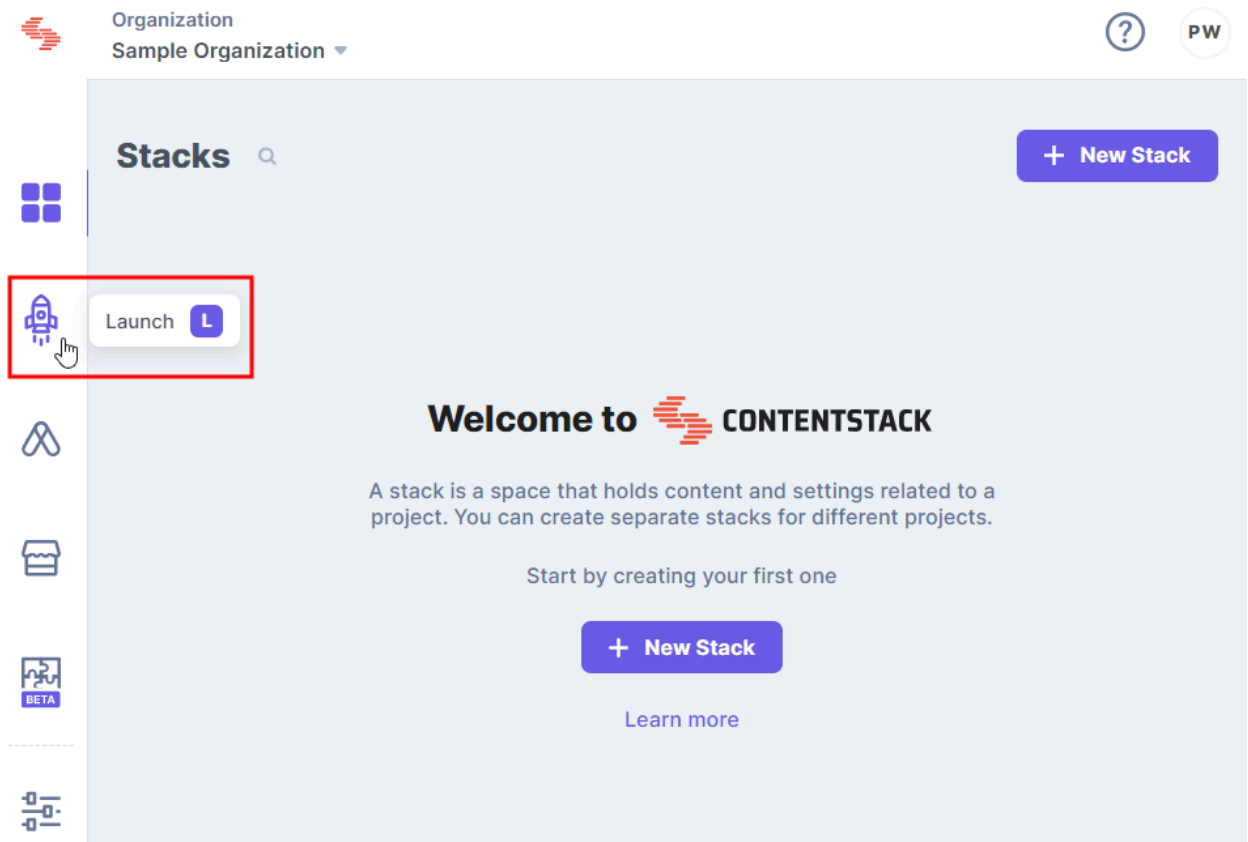 Organization
Sample Organization
PW
Stacks
+ New Stack
Launch L
Welcome to CONTENTSTACK
A stack is a space that holds content and settings related to a
project. You can create separate stacks for different projects.
Start by creating your first one
+ New Stack
Learn more
BETA